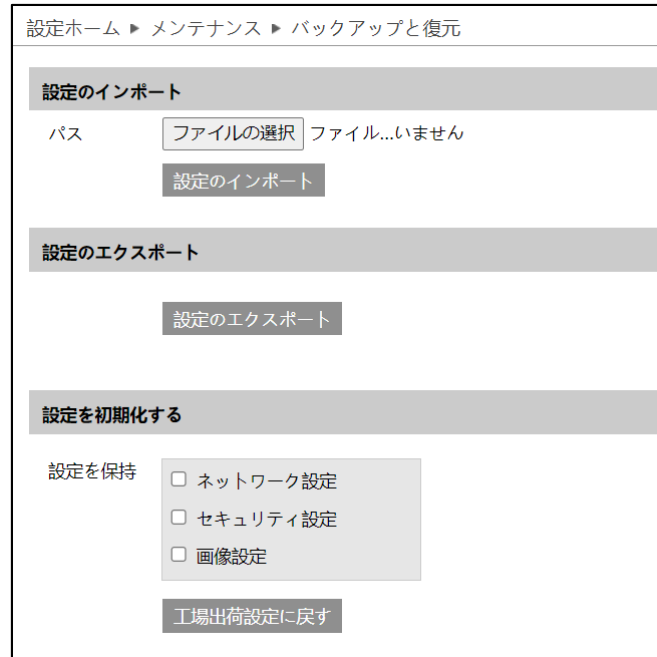 設定ホーム ▶ メンテナンス ▶ バックアップと復元
設定のインポート
パス ファイルの選択 ファイル...いません
設定のインポート
設定のエクスポート
設定のエクスポート
設定を初期化する
設定を保持
ネットワーク設定
セキュリティ設定
画像設定
工場出荷設定に戻す